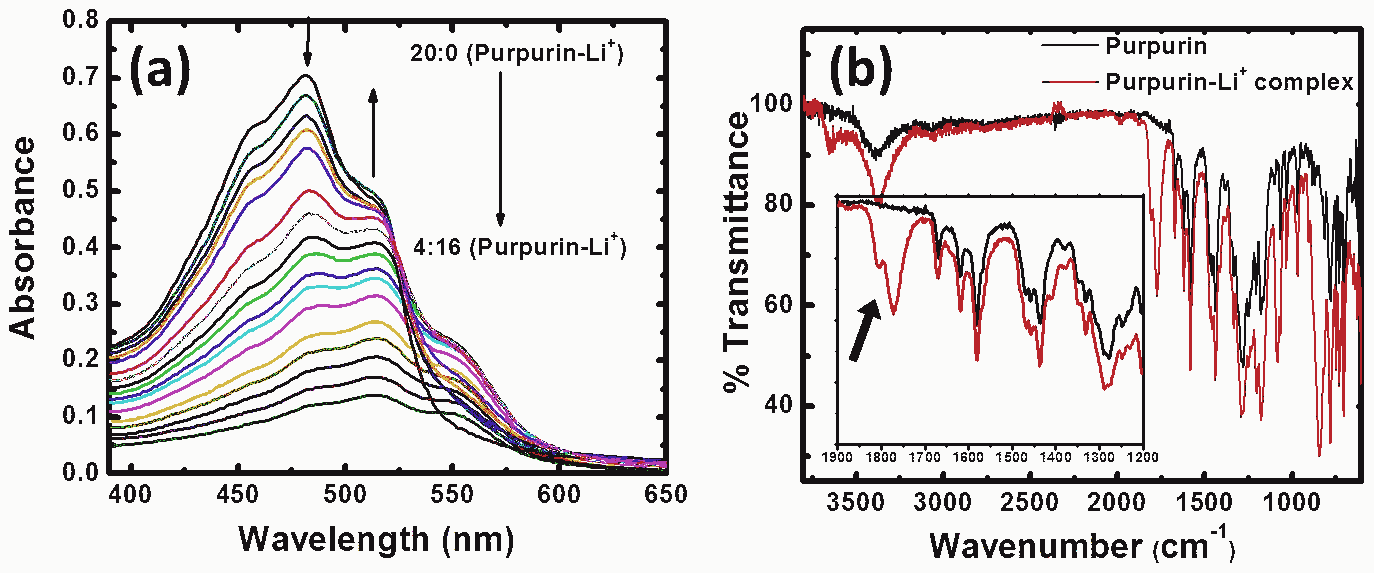 (a)
20:0 (Purpurin-Li⁺)
4:16 (Purpurin-Li⁺)
Absorbance
0.8
0.7
0.6
0.5
0.4
0.3
0.2
0.1
0.0
400 450 500 550 600 650
Wavelength (nm)
(b)
Purpurin
Purpurin-Li⁺ complex
% Transmittance
100
80
60
40
1900 1800 1700 1600 1500 1400 1300 1200
3500 3000 2500 2000 1500 1000
Wavenumber (cm⁻¹)